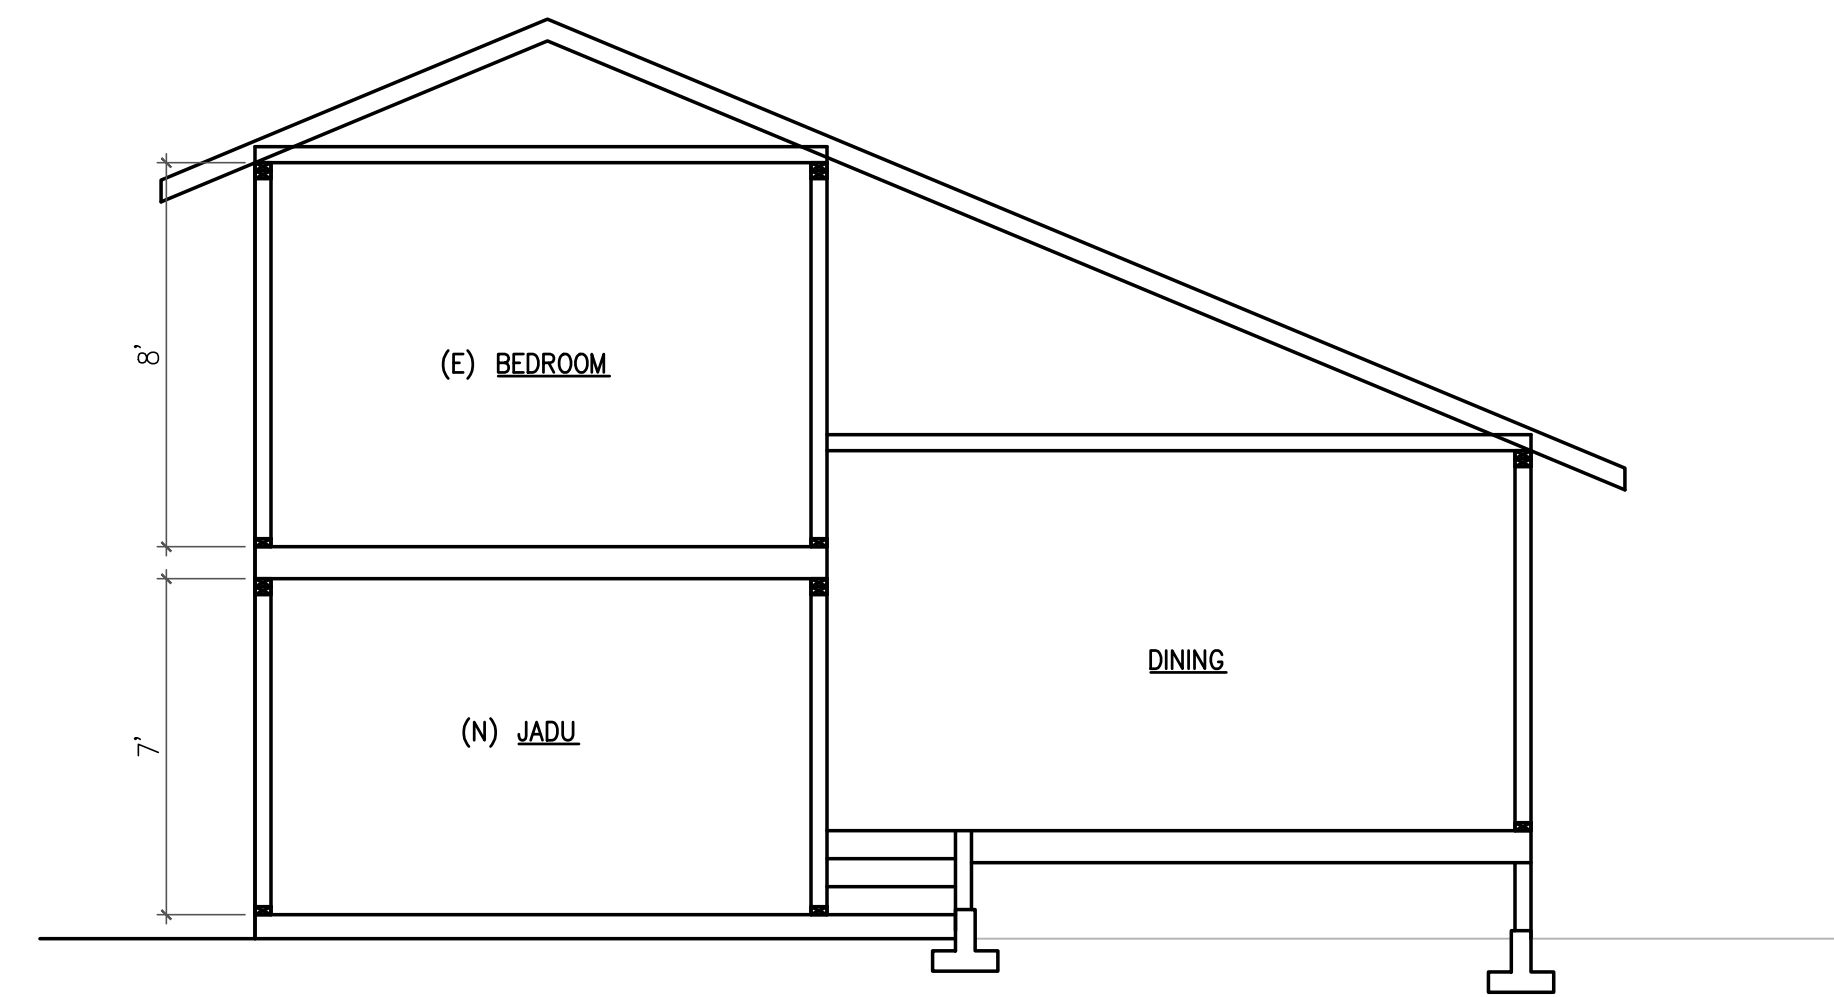 8'
(E) BEDROOM
DINING
7'
(N) JADU